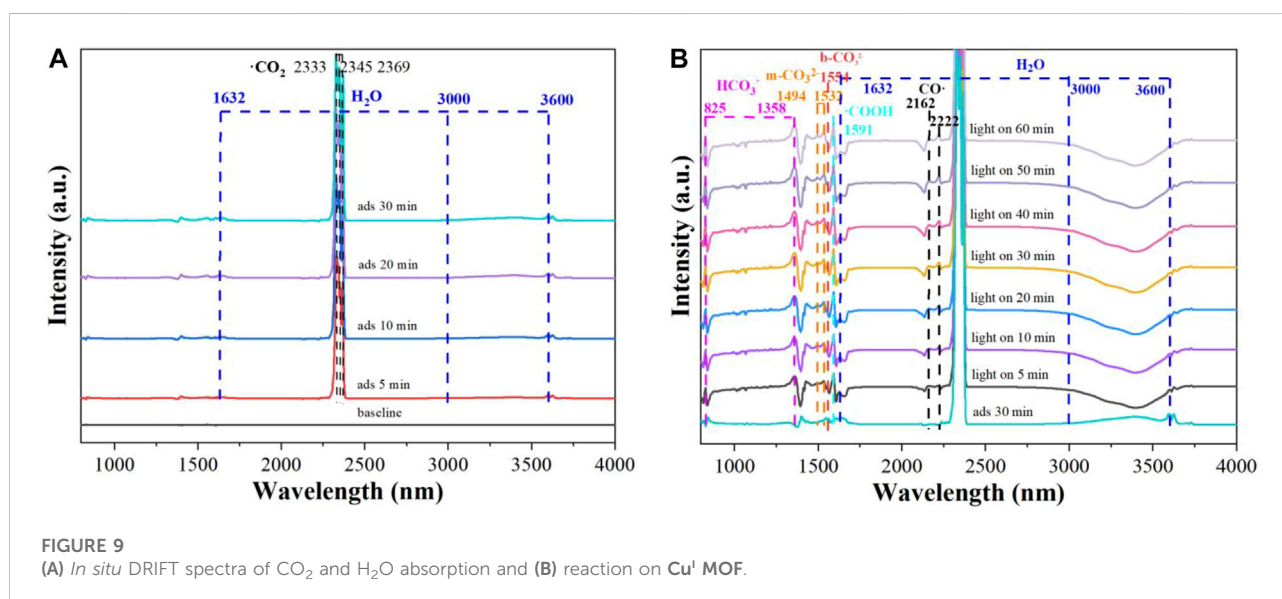 A
·CO₂ 2333 2345 2369
1632 H₂O 3000 3600
ads 30 min
ads 20 min
ads 10 min
ads 5 min
baseline
Intensity (a.u.)
1000 1500 2000 2500 3000 3500 4000
Wavelength (nm)
B
b-CO₃²⁻
m-CO₃²⁻ 1554 H₂O
HCO₃⁻ 1494 1532 1632 CO· 3000 3600
825 1358 ·COOH 2162 2222
1591
light on 60 min
light on 50 min
light on 40 min
light on 30 min
light on 20 min
light on 10 min
light on 5 min
ads 30 min
Intensity (a.u.)
1000 1500 2000 2500 3000 3500 4000
Wavelength (nm)
FIGURE 9
(A) In situ DRIFT spectra of CO₂ and H₂O absorption and (B) reaction on Cuᴵ MOF.